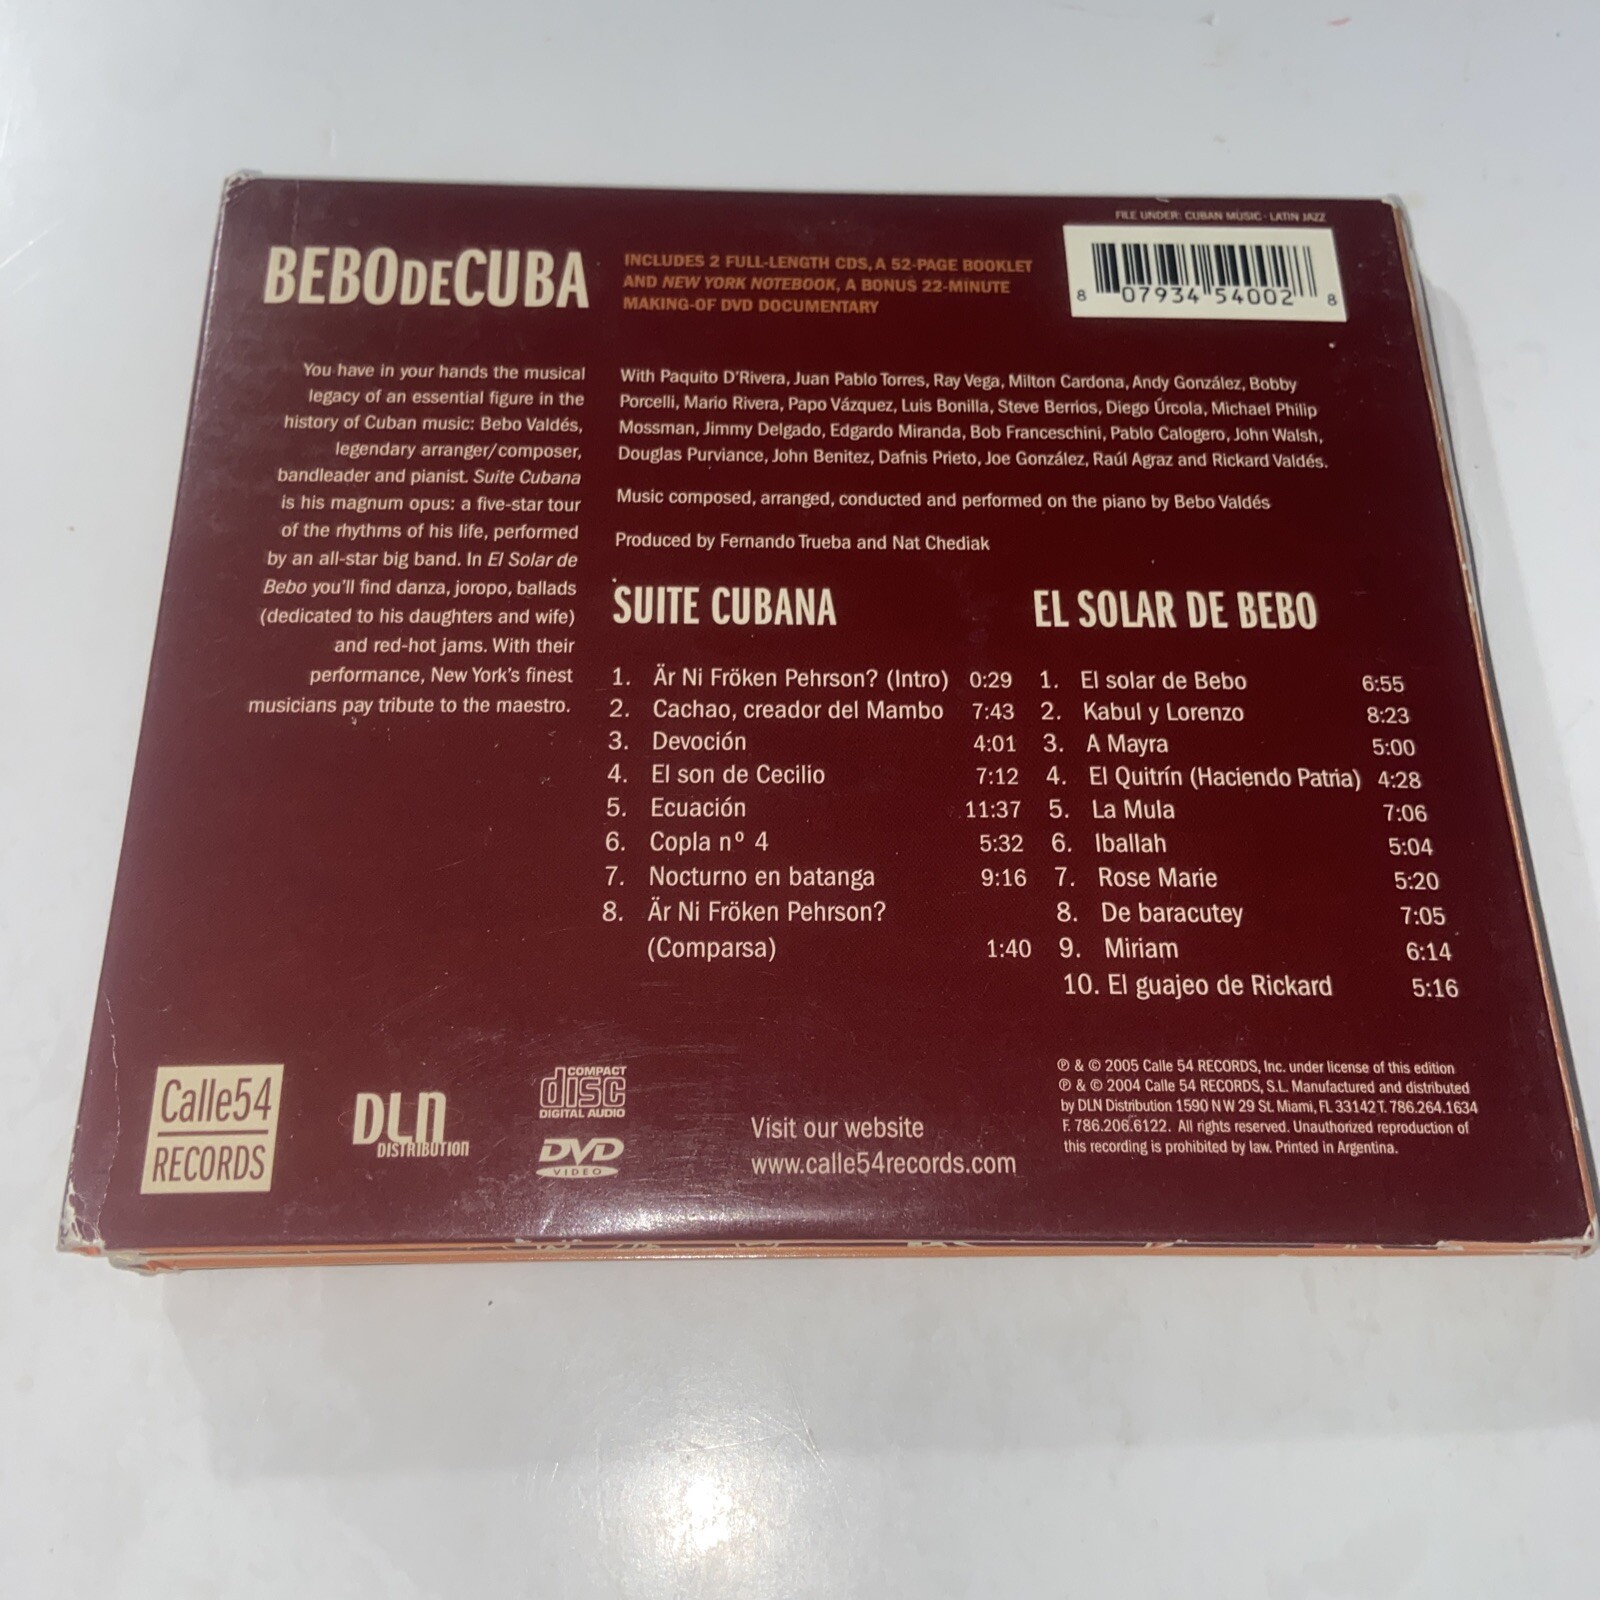 FILE UNDER: CUBAN MUSIC · LATIN JAZZ
BEBODECUBA
INCLUDES 2 FULL-LENGTH CDS, A 52-PAGE BOOKLET
AND NEW YORK NOTEBOOK, A BONUS 22-MINUTE
MAKING-OF DVD DOCUMENTARY
8 07934 54002 8
You have in your hands the musical
legacy of an essential figure in the
history of Cuban music: Bebo Valdés,
legendary arranger/composer,
bandleader and pianist. Suite Cubana
is his magnum opus: a five-star tour
of the rhythms of his life, performed
by an all-star big band. In El Solar de
Bebo you'll find danza, joropo, ballads
(dedicated to his daughters and wife)
and red-hot jams. With their
performance, New York's finest
musicians pay tribute to the maestro.
With Paquito D'Rivera, Juan Pablo Torres, Ray Vega, Milton Cardona, Andy González, Bobby
Porcelli, Mario Rivera, Papo Vázquez, Luis Bonilla, Steve Berrios, Diego Úrcola, Michael Philip
Mossman, Jimmy Delgado, Edgardo Miranda, Bob Franceschini, Pablo Calogero, John Walsh,
Douglas Purviance, John Benitez, Dafnis Prieto, Joe González, Raúl Agraz and Rickard Valdés.
Music composed, arranged, conducted and performed on the piano by Bebo Valdés
Produced by Fernando Trueba and Nat Chediak
SUITE CUBANA
1. Är Ni Fröken Pehrson? (Intro) 0:29
2. Cachao, creador del Mambo 7:43
3. Devoción 4:01
4. El son de Cecilio 7:12
5. Ecuación 11:37
6. Copla nº 4 5:32
7. Nocturno en batanga 9:16
8. Är Ni Fröken Pehrson?
(Comparsa) 1:40
EL SOLAR DE BEBO
1. El solar de Bebo 6:55
2. Kabul y Lorenzo 8:23
3. A Mayra 5:00
4. El Quitrín (Haciendo Patria) 4:28
5. La Mula 7:06
6. Iballah 5:04
7. Rose Marie 5:20
8. De baracutey 7:05
9. Miriam 6:14
10. El guajeo de Rickard 5:16
Calle54
RECORDS
DLN
DISTRIBUTION
COMPACT
disc
DIGITAL AUDIO
DVD
VIDEO
Visit our website
www.calle54records.com
℗ & © 2005 Calle 54 RECORDS, Inc. under license of this edition
℗ & © 2004 Calle 54 RECORDS, S.L. Manufactured and distributed
by DLN Distribution 1590 N W 29 St. Miami, FL 33142 T. 786.264.1634
F. 786.206.6122. All rights reserved. Unauthorized reproduction of
this recording is prohibited by law. Printed in Argentina.